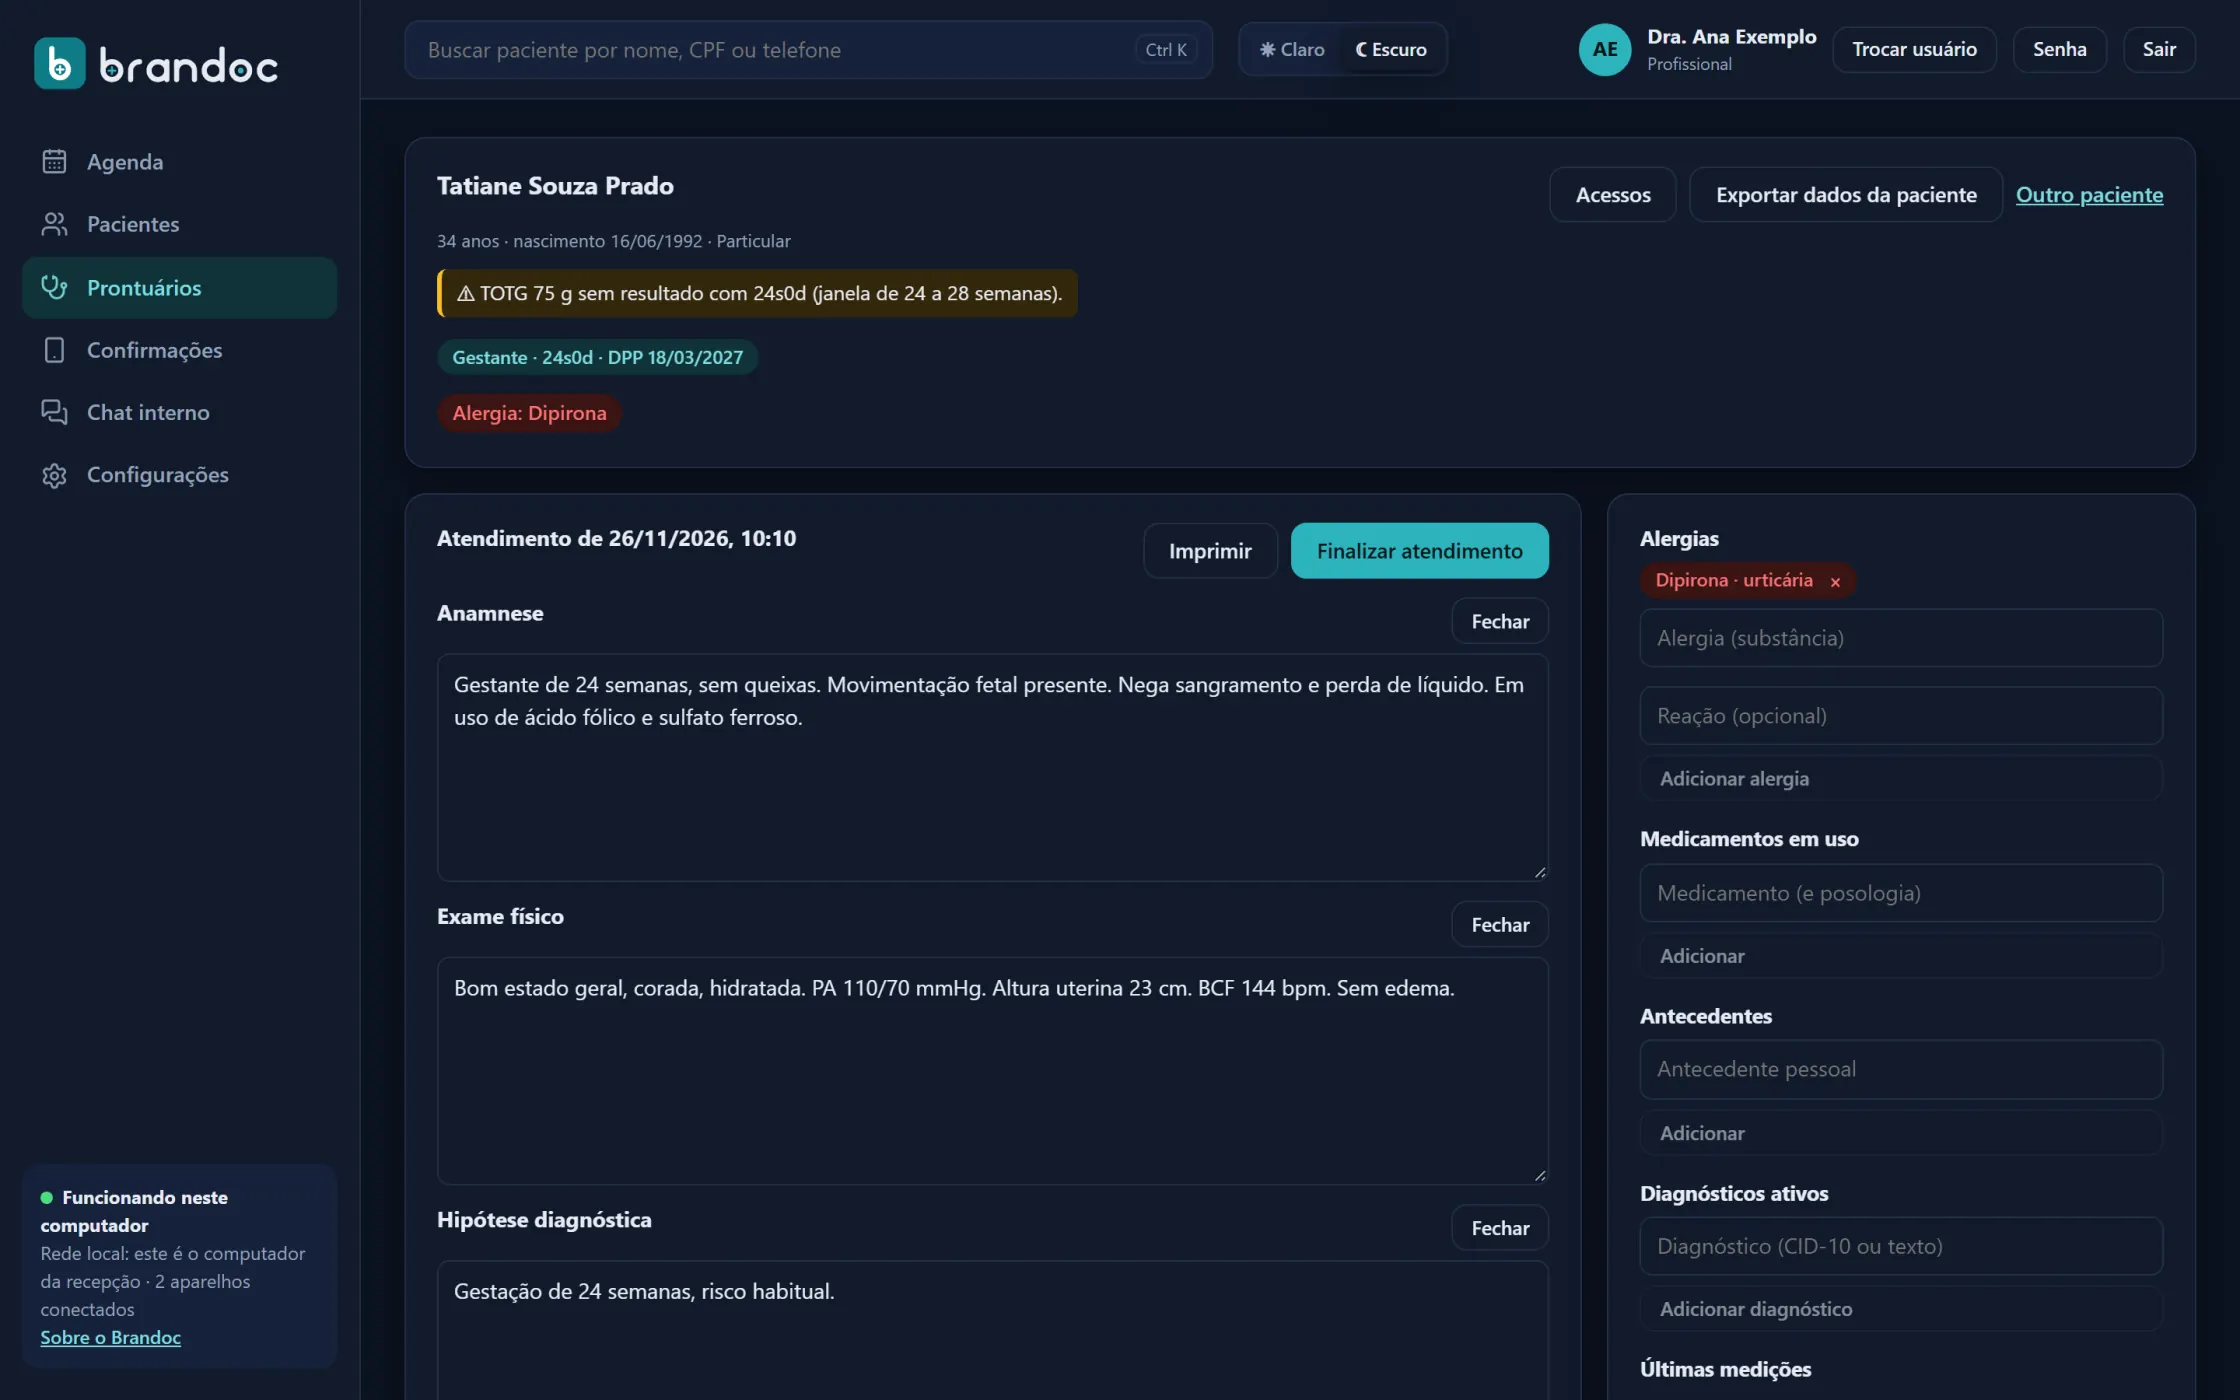 brandoc
Agenda
Pacientes
Prontuários
Confirmações
Chat interno
Configurações
Funcionando neste
computador
Rede local: este é o computador
da recepção · 2 aparelhos
conectados
Sobre o Brandoc
Buscar paciente por nome, CPF ou telefone
Ctrl K
Claro
Escuro
AE
Dra. Ana Exemplo
Profissional
Trocar usuário
Senha
Sair
Tatiane Souza Prado
Acessos
Exportar dados da paciente
Outro paciente
34 anos · nascimento 16/06/1992 · Particular
⚠ TOTG 75 g sem resultado com 24s0d (janela de 24 a 28 semanas).
Gestante · 24s0d · DPP 18/03/2027
Alergia: Dipirona
Atendimento de 26/11/2026, 10:10
Imprimir
Finalizar atendimento
Anamnese
Fechar
Gestante de 24 semanas, sem queixas. Movimentação fetal presente. Nega sangramento e perda de líquido. Em
uso de ácido fólico e sulfato ferroso.
Exame físico
Fechar
Bom estado geral, corada, hidratada. PA 110/70 mmHg. Altura uterina 23 cm. BCF 144 bpm. Sem edema.
Hipótese diagnóstica
Fechar
Gestação de 24 semanas, risco habitual.
Alergias
Dipirona · urticária ×
Alergia (substância)
Reação (opcional)
Adicionar alergia
Medicamentos em uso
Medicamento (e posologia)
Adicionar
Antecedentes
Antecedente pessoal
Adicionar
Diagnósticos ativos
Diagnóstico (CID-10 ou texto)
Adicionar diagnóstico
Últimas medições